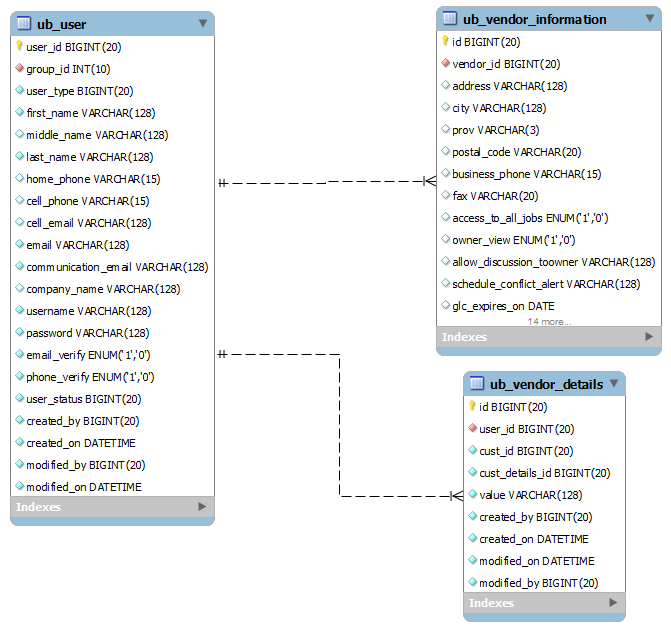 ub_user
user_id BIGINT(20)
group_id INT(10)
user_type BIGINT(20)
first_name VARCHAR(128)
middle_name VARCHAR(128)
last_name VARCHAR(128)
home_phone VARCHAR(15)
cell_phone VARCHAR(15)
cell_email VARCHAR(128)
email VARCHAR(128)
communication_email VARCHAR(128)
company_name VARCHAR(128)
username VARCHAR(128)
password VARCHAR(128)
email_verify ENUM('1','0')
phone_verify ENUM('1','0')
user_status BIGINT(20)
created_by BIGINT(20)
created_on DATETIME
modified_by BIGINT(20)
modified_on DATETIME
Indexes
ub_vendor_information
id BIGINT(20)
vendor_id BIGINT(20)
address VARCHAR(128)
city VARCHAR(128)
prov VARCHAR(3)
postal_code VARCHAR(20)
business_phone VARCHAR(15)
fax VARCHAR(20)
access_to_all_jobs ENUM('1','0')
owner_view ENUM('1','0')
allow_discussion_toowner VARCHAR(128)
schedule_conflict_alert VARCHAR(128)
glc_expires_on DATE
14 more...
Indexes
ub_vendor_details
id BIGINT(20)
user_id BIGINT(20)
cust_id BIGINT(20)
cust_details_id BIGINT(20)
value VARCHAR(128)
created_by BIGINT(20)
created_on DATETIME
modified_on DATETIME
modified_by BIGINT(20)
Indexes